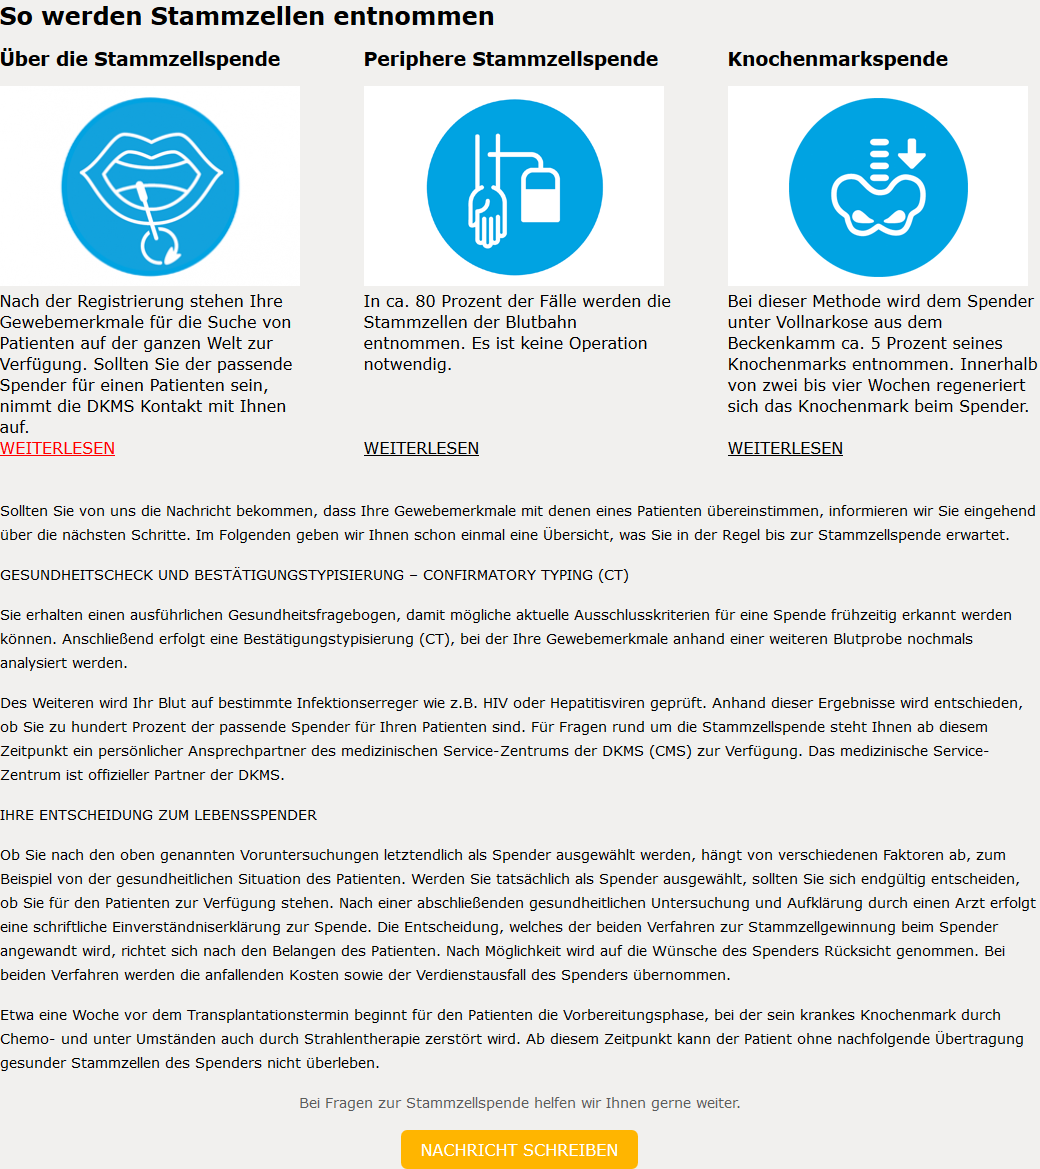 So werden Stammzellen entnommen
Über die Stammzellspende
Nach der Registrierung stehen Ihre
Gewebemerkmale für die Suche von
Patienten auf der ganzen Welt zur
Verfügung. Sollten Sie der passende
Spender für einen Patienten sein,
nimmt die DKMS Kontakt mit Ihnen
auf.
WEITERLESEN
Periphere Stammzellspende
In ca. 80 Prozent der Fälle werden die
Stammzellen der Blutbahn
entnommen. Es ist keine Operation
notwendig.
WEITERLESEN
Knochenmarkspende
Bei dieser Methode wird dem Spender
unter Vollnarkose aus dem
Beckenkamm ca. 5 Prozent seines
Knochenmarks entnommen. Innerhalb
von zwei bis vier Wochen regeneriert
sich das Knochenmark beim Spender.
WEITERLESEN
Sollten Sie von uns die Nachricht bekommen, dass Ihre Gewebemerkmale mit denen eines Patienten übereinstimmen, informieren wir Sie eingehend
über die nächsten Schritte. Im Folgenden geben wir Ihnen schon einmal eine Übersicht, was Sie in der Regel bis zur Stammzellspende erwartet.
GESUNDHEITSCHECK UND BESTÄTIGUNGSTYPISIERUNG – CONFIRMATORY TYPING (CT)
Sie erhalten einen ausführlichen Gesundheitsfragebogen, damit mögliche aktuelle Ausschlusskriterien für eine Spende frühzeitig erkannt werden
können. Anschließend erfolgt eine Bestätigungstypisierung (CT), bei der Ihre Gewebemerkmale anhand einer weiteren Blutprobe nochmals
analysiert werden.
Des Weiteren wird Ihr Blut auf bestimmte Infektionserreger wie z.B. HIV oder Hepatitisviren geprüft. Anhand dieser Ergebnisse wird entschieden,
ob Sie zu hundert Prozent der passende Spender für Ihren Patienten sind. Für Fragen rund um die Stammzellspende steht Ihnen ab diesem
Zeitpunkt ein persönlicher Ansprechpartner des medizinischen Service-Zentrums der DKMS (CMS) zur Verfügung. Das medizinische Service-
Zentrum ist offizieller Partner der DKMS.
IHRE ENTSCHEIDUNG ZUM LEBENSSPENDER
Ob Sie nach den oben genannten Voruntersuchungen letztendlich als Spender ausgewählt werden, hängt von verschiedenen Faktoren ab, zum
Beispiel von der gesundheitlichen Situation des Patienten. Werden Sie tatsächlich als Spender ausgewählt, sollten Sie sich endgültig entscheiden,
ob Sie für den Patienten zur Verfügung stehen. Nach einer abschließenden gesundheitlichen Untersuchung und Aufklärung durch einen Arzt erfolgt
eine schriftliche Einverständniserklärung zur Spende. Die Entscheidung, welches der beiden Verfahren zur Stammzellgewinnung beim Spender
angewandt wird, richtet sich nach den Belangen des Patienten. Nach Möglichkeit wird auf die Wünsche des Spenders Rücksicht genommen. Bei
beiden Verfahren werden die anfallenden Kosten sowie der Verdienstausfall des Spenders übernommen.
Etwa eine Woche vor dem Transplantationstermin beginnt für den Patienten die Vorbereitungsphase, bei der sein krankes Knochenmark durch
Chemo- und unter Umständen auch durch Strahlentherapie zerstört wird. Ab diesem Zeitpunkt kann der Patient ohne nachfolgende Übertragung
gesunder Stammzellen des Spenders nicht überleben.
Bei Fragen zur Stammzellspende helfen wir Ihnen gerne weiter.
NACHRICHT SCHREIBEN